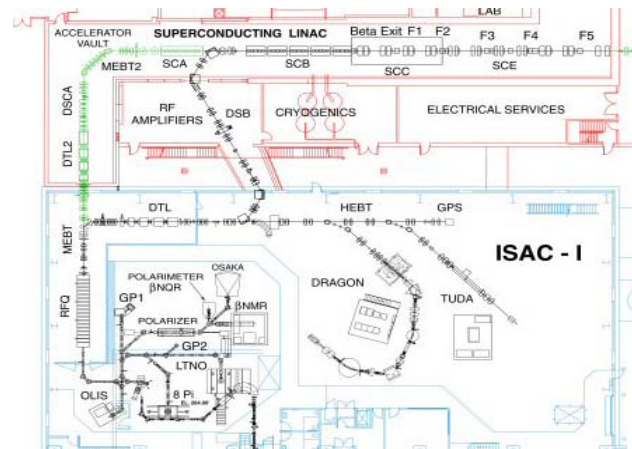 LAB
ACCELERATOR
VAULT
SUPERCONDUCTING LINAC
Beta Exit F1
F2
F3
F4
F5
MEBT2
SCA
SCB
SCC
SCE
DSCA
RF
AMPLIFIERS
DSB
CRYOGENICS
ELECTRICAL SERVICES
DTL2
DTL
HEBT
GPS
MEBT
ISAC - I
OSAKA
POLARIMETER
βNQR
DRAGON
TUDA
GP1
βNMR
RFQ
POLARIZER
GP2
LTNO
OLIS
8 Pi